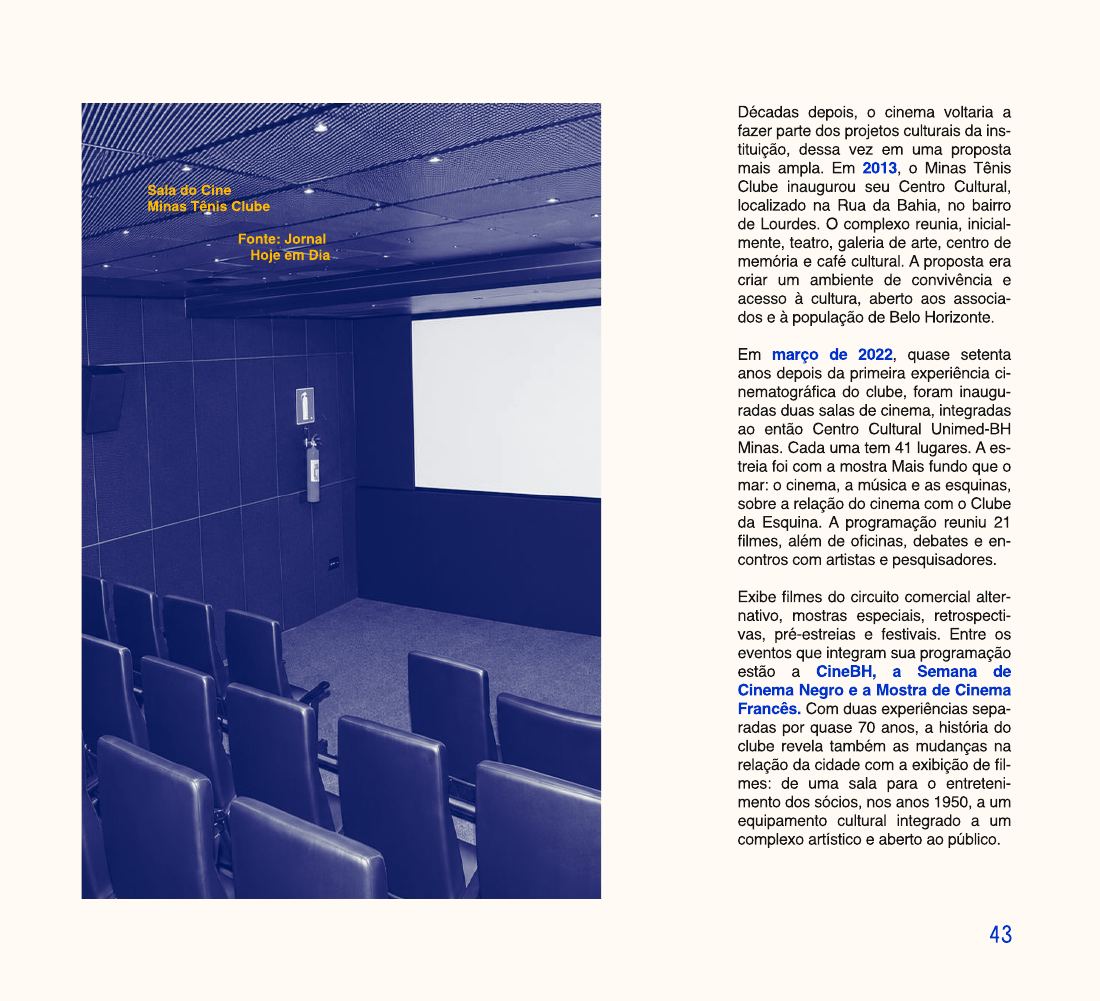 Sala do Cine
Minas Tênis Clube
Fonte: Jornal
Hoje em Dia
Décadas depois, o cinema voltaria a
fazer parte dos projetos culturais da ins-
tituição, dessa vez em uma proposta
mais ampla. Em 2013, o Minas Tênis
Clube inaugurou seu Centro Cultural,
localizado na Rua da Bahia, no bairro
de Lourdes. O complexo reunia, inicial-
mente, teatro, galeria de arte, centro de
memória e café cultural. A proposta era
criar um ambiente de convivência e
acesso à cultura, aberto aos associa-
dos e à população de Belo Horizonte.
Em março de 2022, quase setenta
anos depois da primeira experiência ci-
nematográfica do clube, foram inaugu-
radas duas salas de cinema, integradas
ao então Centro Cultural Unimed-BH
Minas. Cada uma tem 41 lugares. A es-
treia foi com a mostra Mais fundo que o
mar: o cinema, a música e as esquinas,
sobre a relação do cinema com o Clube
da Esquina. A programação reuniu 21
filmes, além de oficinas, debates e en-
contros com artistas e pesquisadores.
Exibe filmes do circuito comercial alter-
nativo, mostras especiais, retrospecti-
vas, pré-estreias e festivais. Entre os
eventos que integram sua programação
estão a CineBH, a Semana de
Cinema Negro e a Mostra de Cinema
Francês. Com duas experiências sepa-
radas por quase 70 anos, a história do
clube revela também as mudanças na
relação da cidade com a exibição de fil-
mes: de uma sala para o entreteni-
mento dos sócios, nos anos 1950, a um
equipamento cultural integrado a um
complexo artístico e aberto ao público.
43